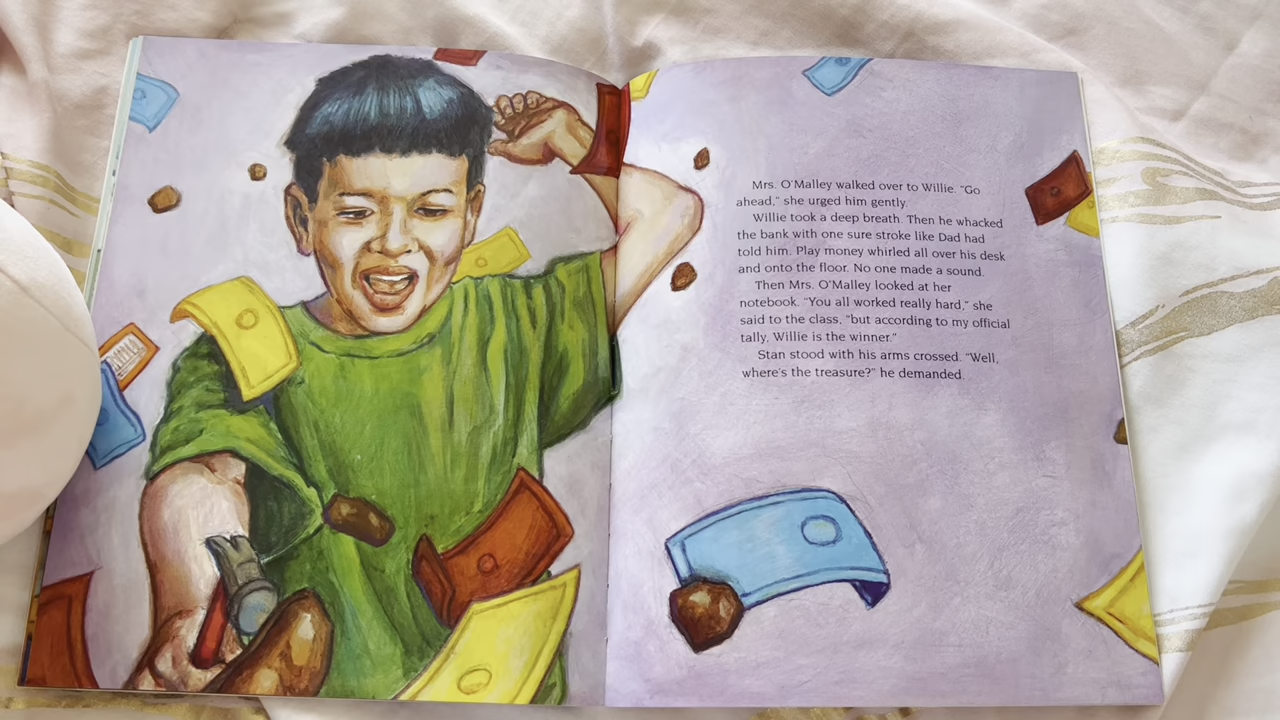 Mrs. O'Malley walked over to Willie. "Go
ahead," she urged him gently.
Willie took a deep breath. Then he whacked
the bank with one sure stroke like Dad had
told him. Play money whirled all over his desk
and onto the floor. No one made a sound.
Then Mrs. O'Malley looked at her
notebook. "You all worked really hard," she
said to the class, "but according to my official
tally, Willie is the winner."
Stan stood with his arms crossed. "Well,
where's the treasure?" he demanded.